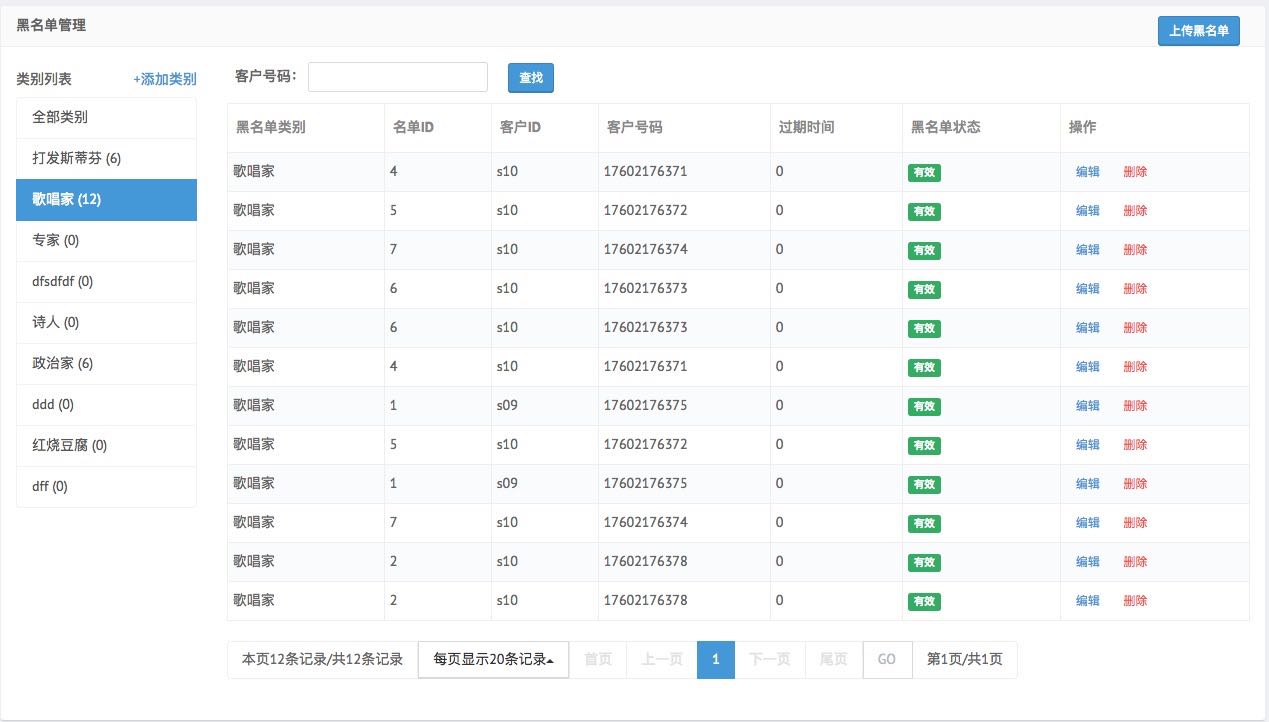 黑名单管理
上传黑名单
类别列表 +添加类别
全部类别
打发斯蒂芬 (6)
歌唱家 (12)
专家 (0)
dfsdfdf (0)
诗人 (0)
政治家 (6)
ddd (0)
红烧豆腐 (0)
dff (0)
客户号码: 查找
黑名单类别 名单ID 客户ID 客户号码 过期时间 黑名单状态 操作
歌唱家 4 s10 17602176371 0 有效 编辑 删除
歌唱家 5 s10 17602176372 0 有效 编辑 删除
歌唱家 7 s10 17602176374 0 有效 编辑 删除
歌唱家 6 s10 17602176373 0 有效 编辑 删除
歌唱家 6 s10 17602176373 0 有效 编辑 删除
歌唱家 4 s10 17602176371 0 有效 编辑 删除
歌唱家 1 s09 17602176375 0 有效 编辑 删除
歌唱家 5 s10 17602176372 0 有效 编辑 删除
歌唱家 1 s09 17602176375 0 有效 编辑 删除
歌唱家 7 s10 17602176374 0 有效 编辑 删除
歌唱家 2 s10 17602176378 0 有效 编辑 删除
歌唱家 2 s10 17602176378 0 有效 编辑 删除
本页12条记录/共12条记录 每页显示20条记录 首页 上一页 1 下一页 尾页 GO 第1页/共1页